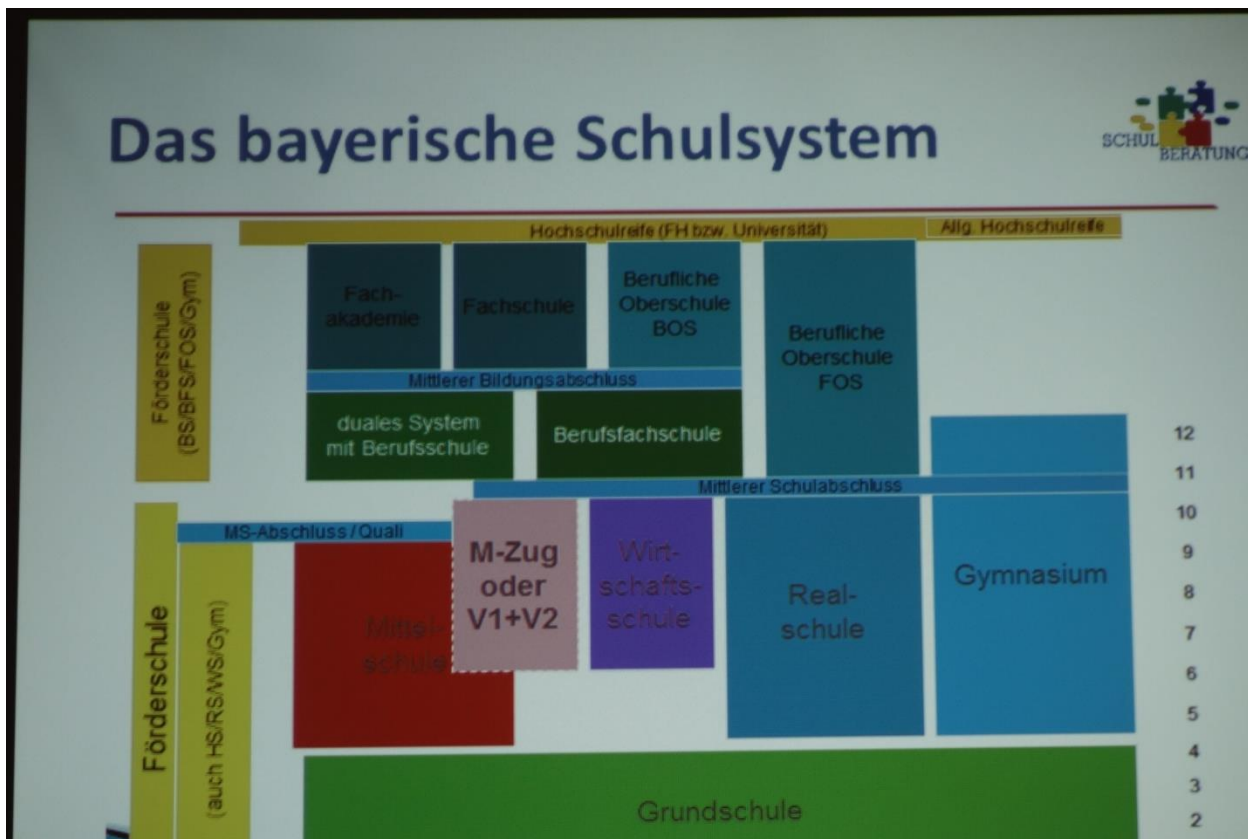 Das bayerische Schulsystem
SCHUL
BERATUNG
Hochschulreife (FH bzw. Universität)
Allg. Hochschulreife
Förderschule
(BS/BFS/FOS/Gym)
Fach-
akademie
Fachschule
Berufliche
Oberschule
BOS
Berufliche
Oberschule
FOS
Mittlerer Bildungsabschluss
duales System
mit Berufsschule
Berufsfachschule
12
11
Mittlerer Schulabschluss
10
MS-Abschluss / Quali
Förderschule
(auch HS/RS/WS/Gym)
Mittel-
schule
M-Zug
oder
V1+V2
Wirt-
schafts-
schule
Real-
schule
Gymnasium
9
8
7
6
5
4
3
2
Grundschule